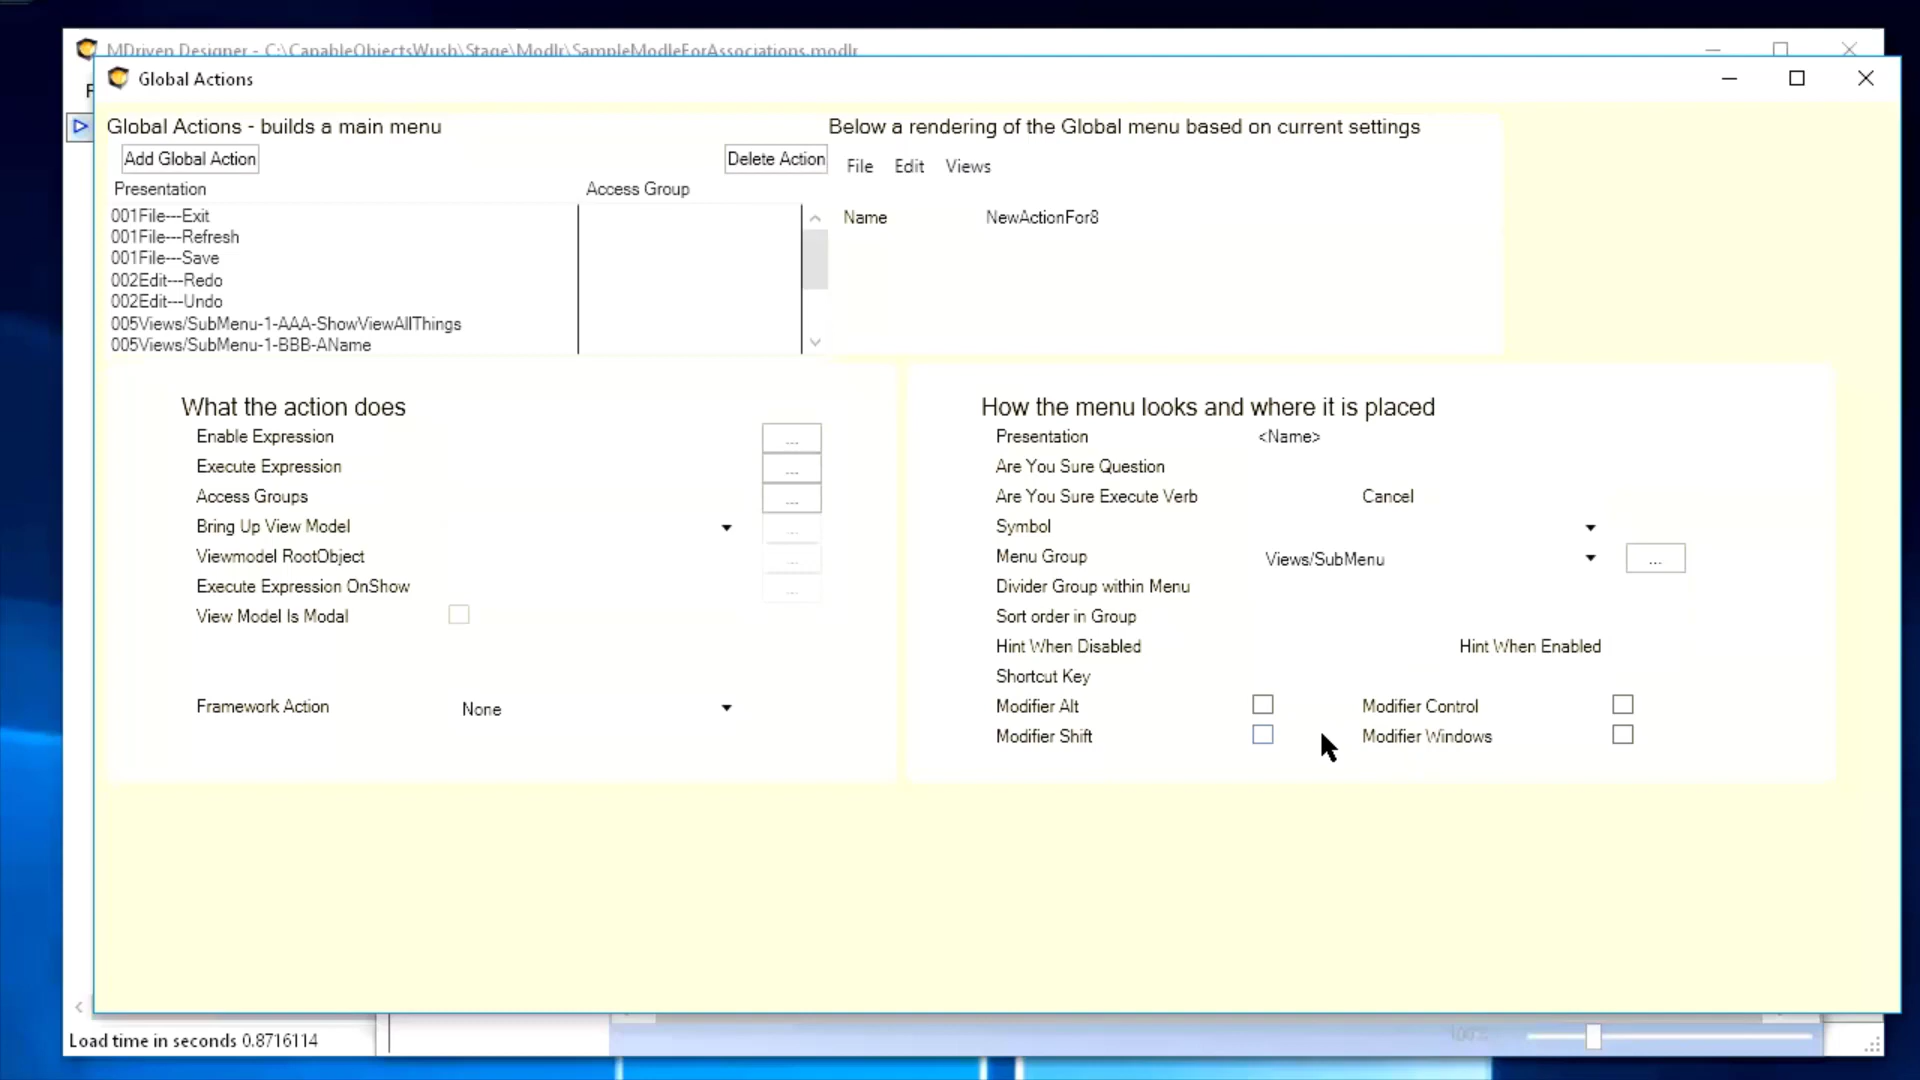 MDriven Designer - C:\CapableObjectsWush\Stage\Modlr\SampleModleForAssociations.modlr
Global Actions
F
Global Actions - builds a main menu
Below a rendering of the Global menu based on current settings
Add Global Action
Delete Action
File Edit Views
Presentation
Access Group
001File---Exit
001File---Refresh
001File---Save
002Edit---Redo
002Edit---Undo
005Views/SubMenu-1-AAA-ShowViewAllThings
005Views/SubMenu-1-BBB-AName
Name NewActionFor8
What the action does
Enable Expression ...
Execute Expression ...
Access Groups ...
Bring Up View Model ...
Viewmodel RootObject ...
Execute Expression OnShow ...
View Model Is Modal
Framework Action None
How the menu looks and where it is placed
Presentation <Name>
Are You Sure Question
Are You Sure Execute Verb Cancel
Symbol
Menu Group Views/SubMenu ...
Divider Group within Menu
Sort order in Group
Hint When Disabled Hint When Enabled
Shortcut Key
Modifier Alt Modifier Control
Modifier Shift Modifier Windows
Load time in seconds 0.8716114
100%